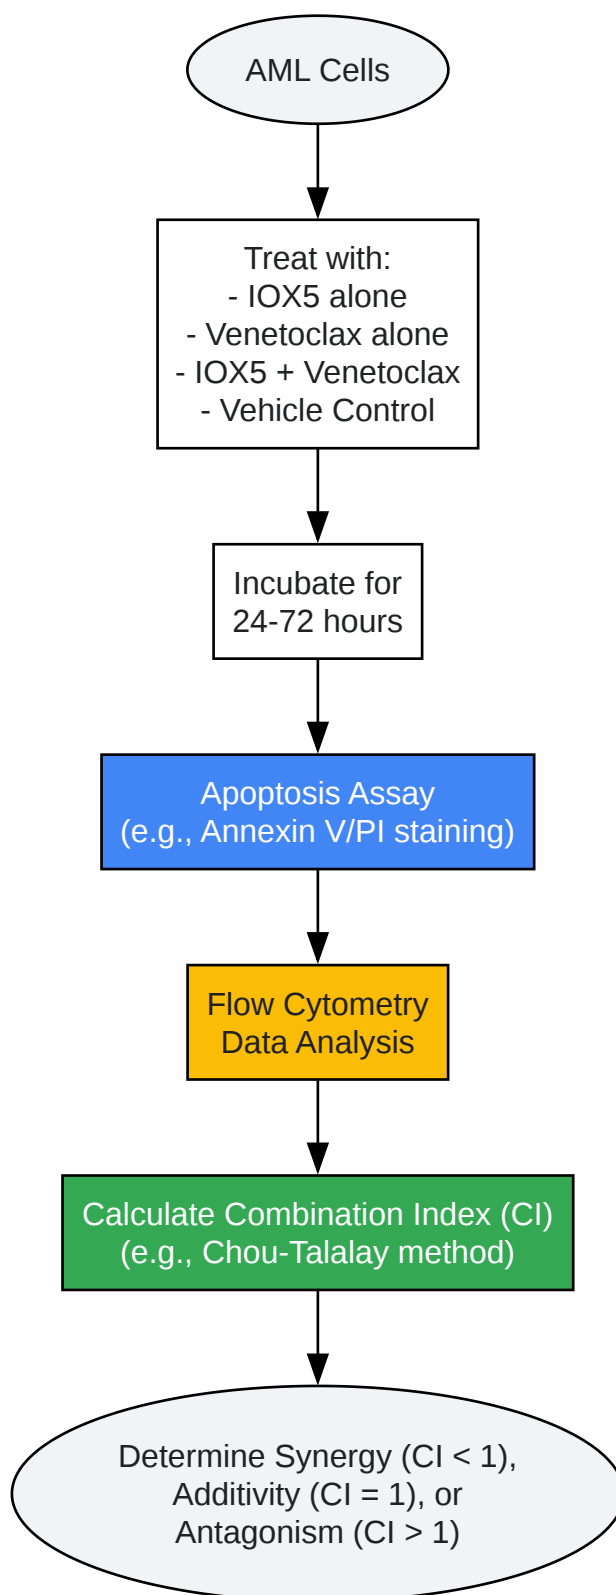 AML Cells
Treat with:
- IOX5 alone
- Venetoclax alone
- IOX5 + Venetoclax
- Vehicle Control
Incubate for
24-72 hours
Apoptosis Assay
(e.g., Annexin V/PI staining)
Flow Cytometry
Data Analysis
Calculate Combination Index (CI)
(e.g., Chou-Talalay method)
Determine Synergy (CI < 1),
Additivity (CI = 1), or
Antagonism (CI > 1)